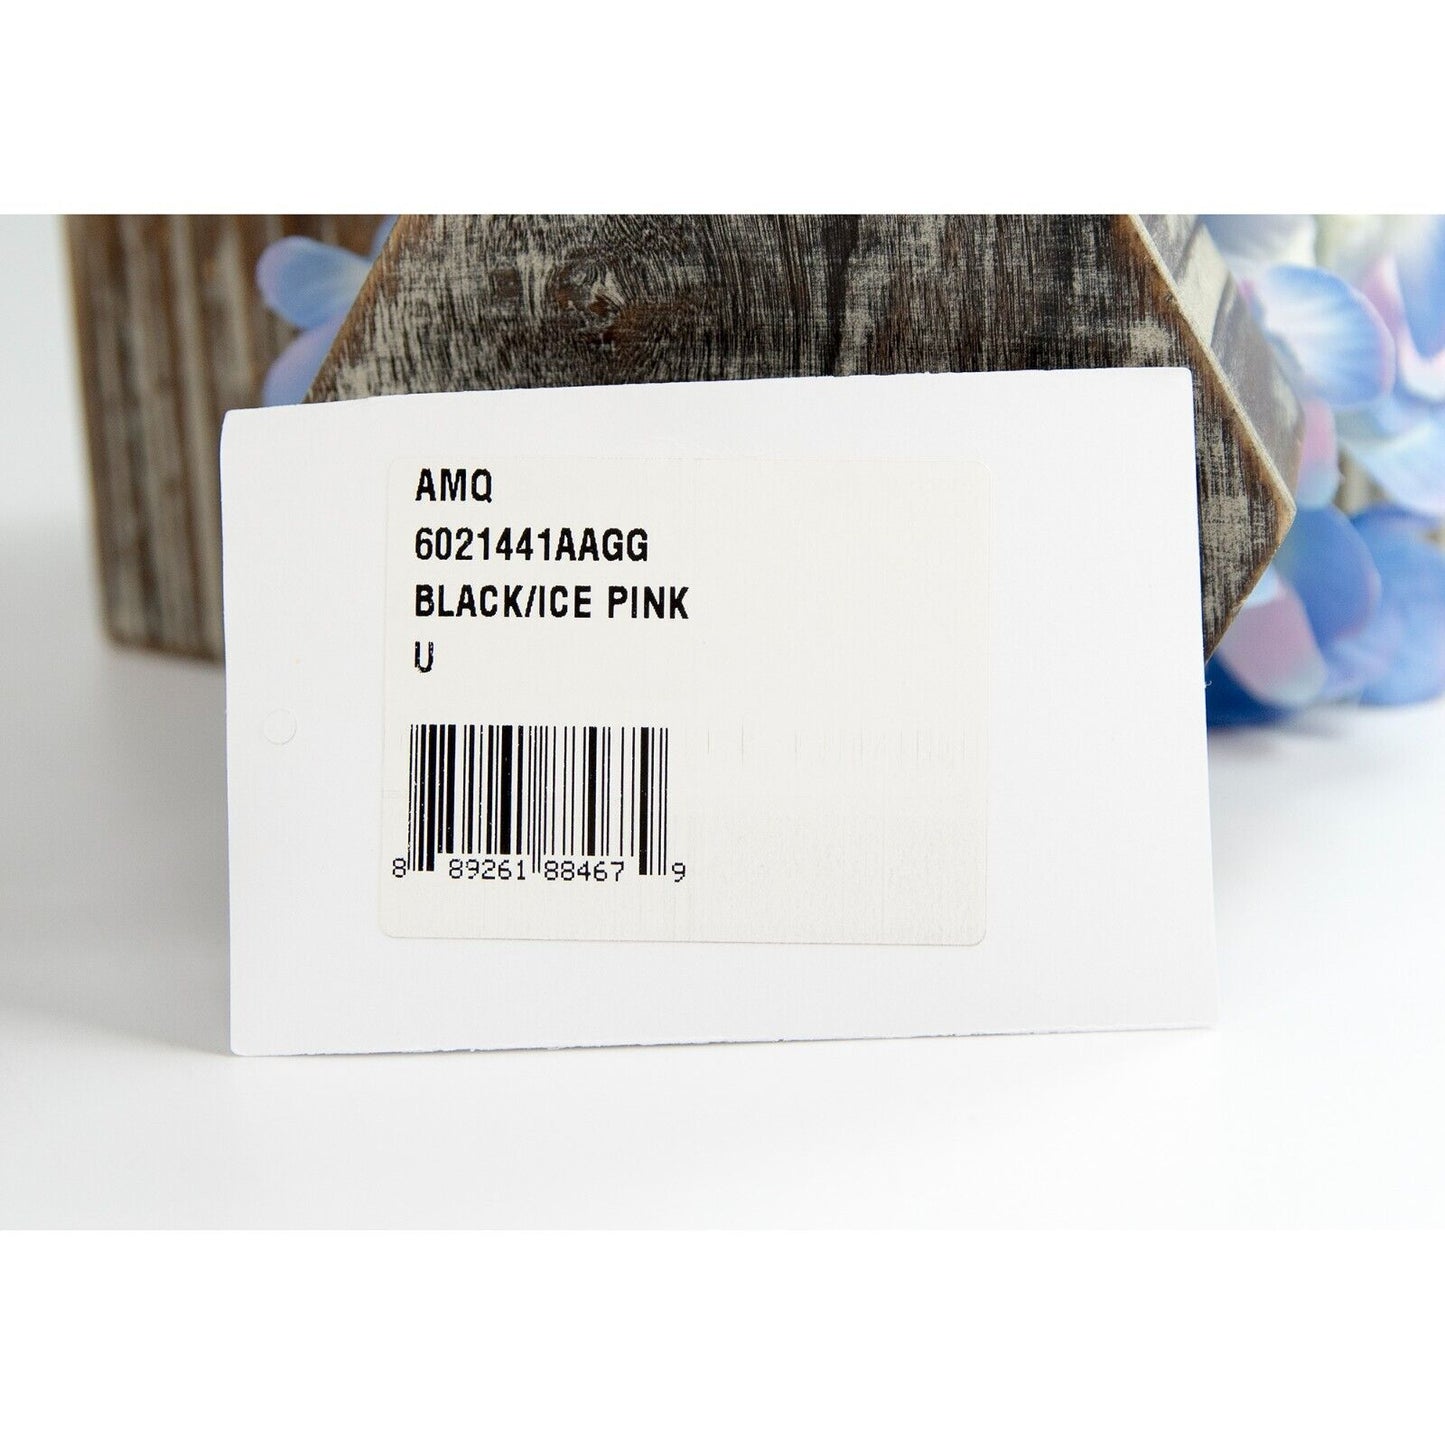 AMQ
6021441AAGG
BLACK/ICE PINK
U
8 89261 88467 9